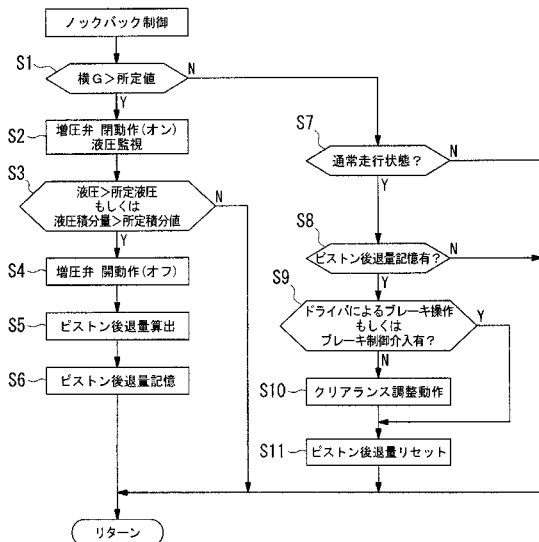 ノックバック制御
S1
横G>所定値
N
Y
S2
増圧弁 閉動作(オン)
液圧監視
S3
液圧>所定液圧
もしくは
液圧積分量>所定積分値
N
Y
S4
増圧弁 開動作(オフ)
S5
ピストン後退量算出
S6
ピストン後退量記憶
リターン
S7
通常走行状態?
N
Y
S8
ピストン後退量記憶有?
N
Y
S9
ドライバによるブレーキ操作
もしくは
ブレーキ制御介入有?
Y
N
S10
クリアランス調整動作
S11
ピストン後退量リセット